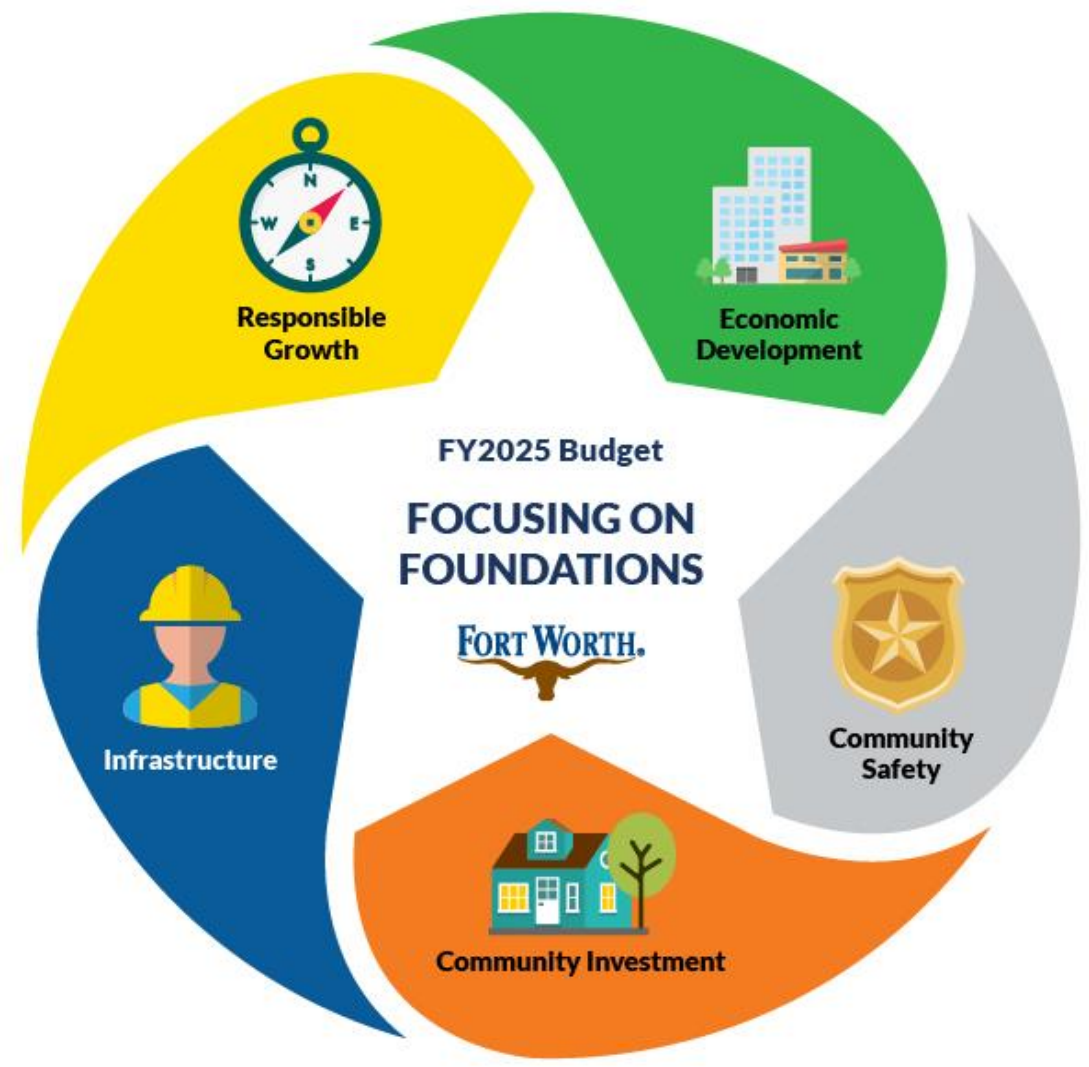 N
W
E
S
Responsible
Growth
Economic
Development
FY2025 Budget
FOCUSING ON
FOUNDATIONS
FORT WORTH®
Infrastructure
Community
Safety
Community Investment